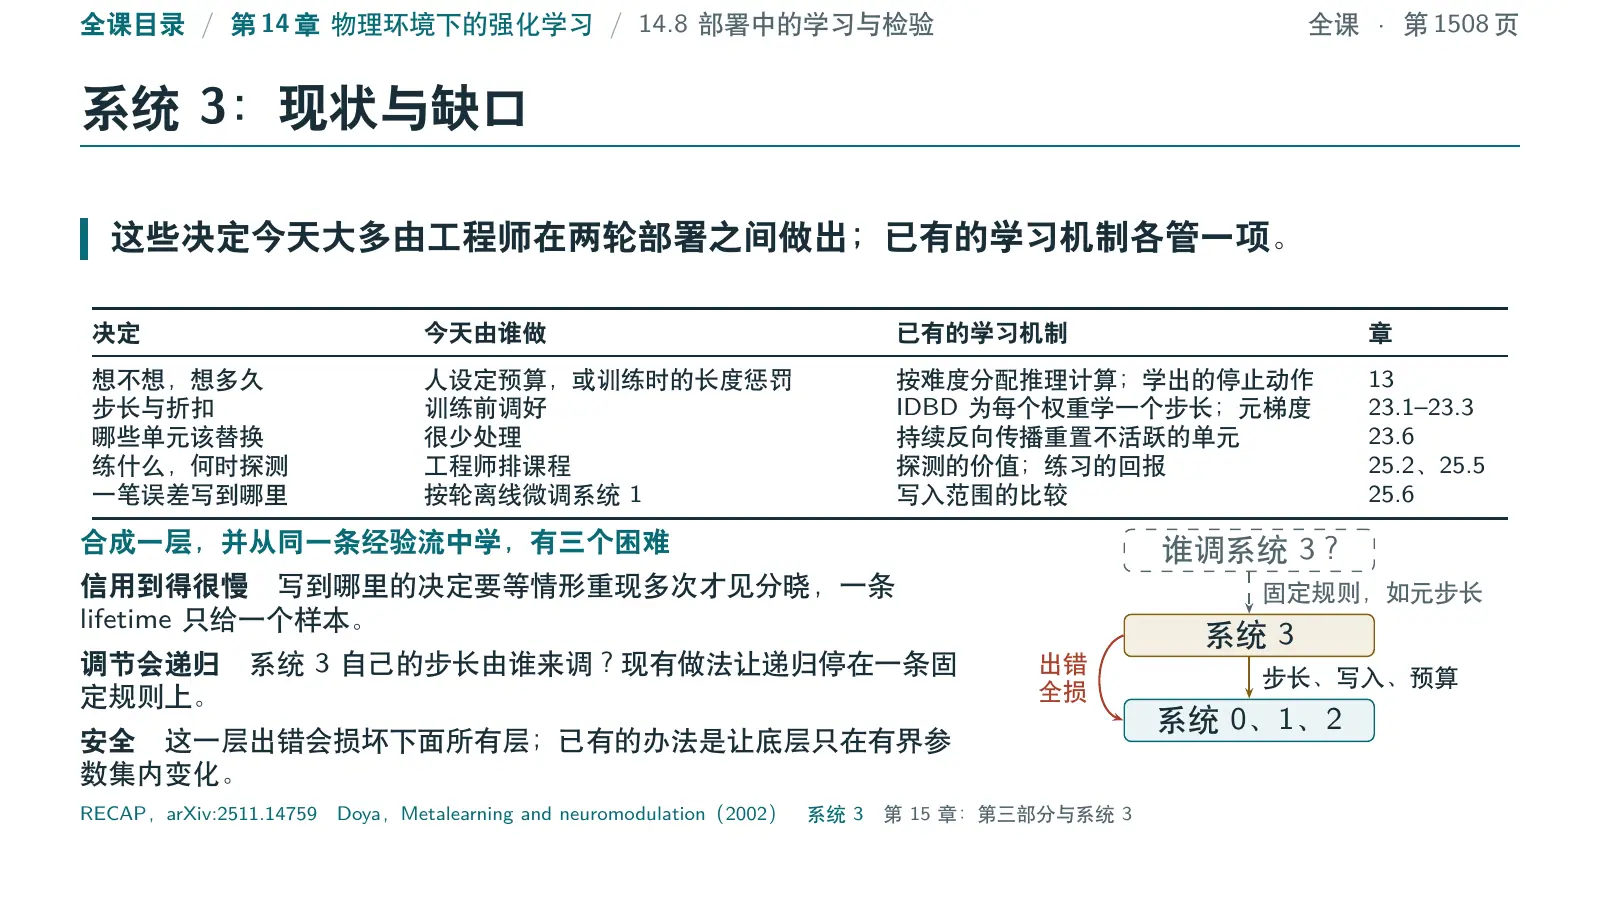 全课目录 / 第 14 章 物理环境下的强化学习 / 14.8 部署中的学习与检验
全课 · 第 1508 页
系统 3：现状与缺口
这些决定今天大多由工程师在两轮部署之间做出；已有的学习机制各管一项。
决定 今天由谁做 已有的学习机制 章
想不想，想多久 人设定预算，或训练时的长度惩罚 按难度分配推理计算；学出的停止动作 13
步长与折扣 训练前调好 IDBD 为每个权重学一个步长；元梯度 23.1–23.3
哪些单元该替换 很少处理 持续反向传播重置不活跃的单元 23.6
练什么，何时探测 工程师排课程 探测的价值；练习的回报 25.2、25.5
一笔误差写到哪里 按轮离线微调系统 1 写入范围的比较 25.6
合成一层，并从同一条经验流中学，有三个困难
信用到得很慢 写到哪里的决定要等情形重现多次才见分晓，一条
lifetime 只给一个样本。
调节会递归 系统 3 自己的步长由谁来调？现有做法让递归停在一条固
定规则上。
安全 这一层出错会损坏下面所有层；已有的办法是让底层只在有界参
数集内变化。
谁调系统 3？
固定规则，如元步长
系统 3
出错
全损
步长、写入、预算
系统 0、1、2
RECAP，arXiv:2511.14759 Doya，Metalearning and neuromodulation（2002） 系统 3 第 15 章：第三部分与系统 3